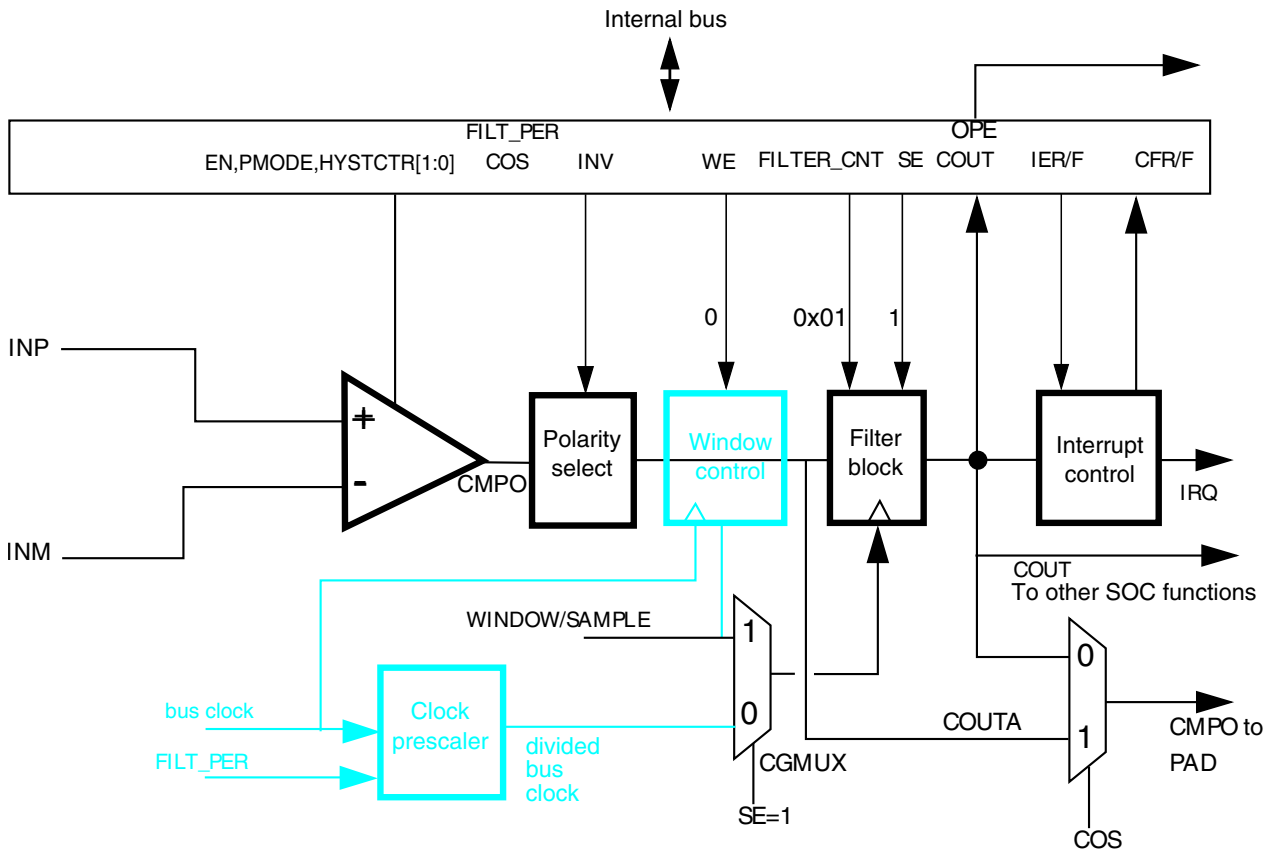 Internal bus
FILT_PER
OPE
EN,PMODE,HYSTCTR[1:0]
COS
INV
WE
FILTER_CNT
SE
COUT
IER/F
CFR/F
0
0x01
1
INP
+
-
INM
CMPO
Polarity
select
Window
control
Filter
block
Interrupt
control
IRQ
COUT
To other SOC functions
WINDOW/SAMPLE
1
0
CGMUX
SE=1
bus clock
FILT_PER
Clock
prescaler
divided
bus
clock
COUTA
0
1
CMPO to
PAD
COS